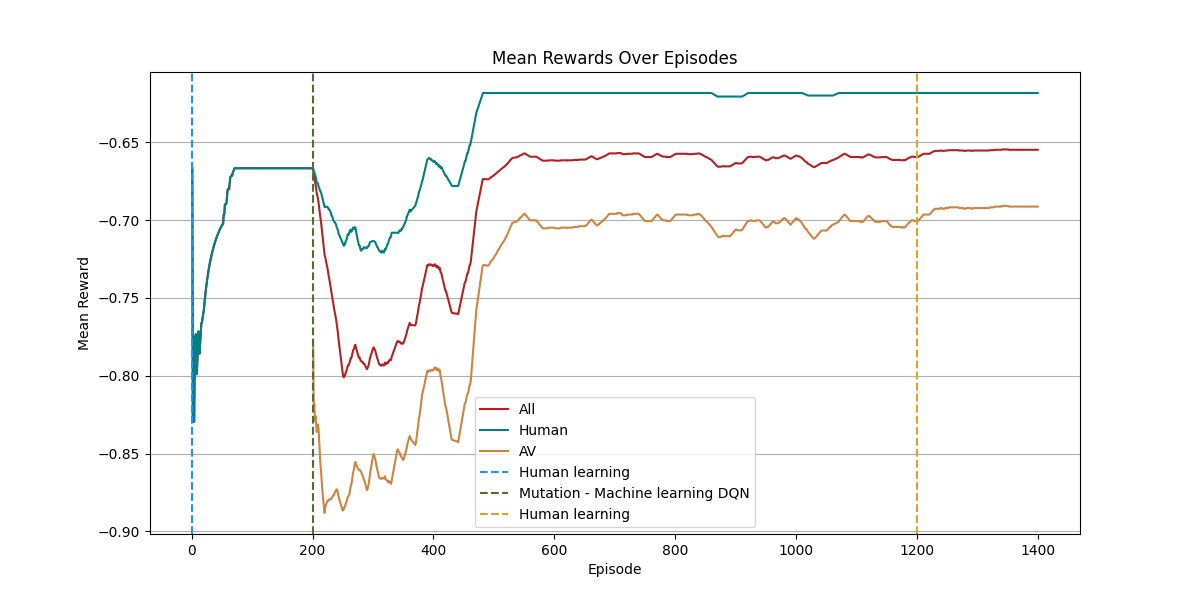 Mean Rewards Over Episodes
Mean Reward
−0.65
−0.70
−0.75
−0.80
−0.85
−0.90
All
Human
AV
Human learning
Mutation - Machine learning DQN
Human learning
0 200 400 600 800 1000 1200 1400
Episode